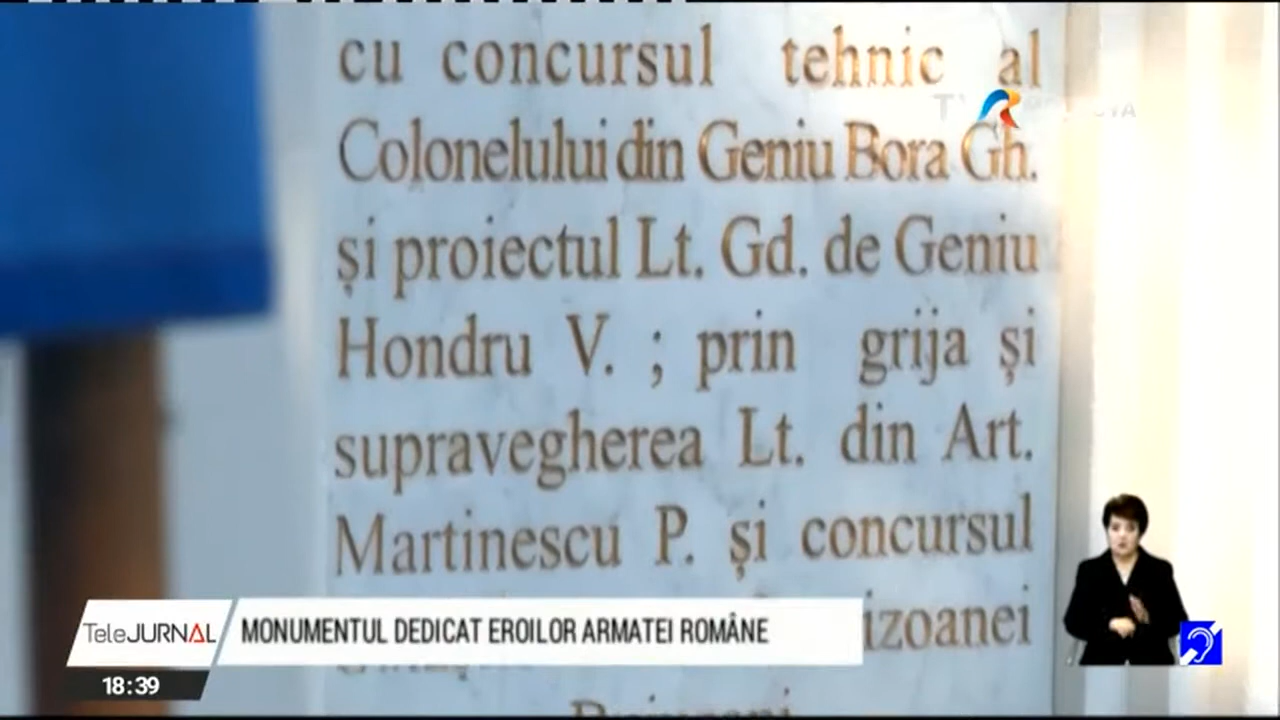 cu concursul tehnic al
Colonelului din Geniu Bora Gh.
și proiectul Lt. Gd. de Geniu
Hondru V. ; prin grija și
supravegherea Lt. din Art.
Martinescu P. și concursul
TeleJURNAL
MONUMENTUL DEDICAT EROILOR ARMATEI ROMÂNE
18:39